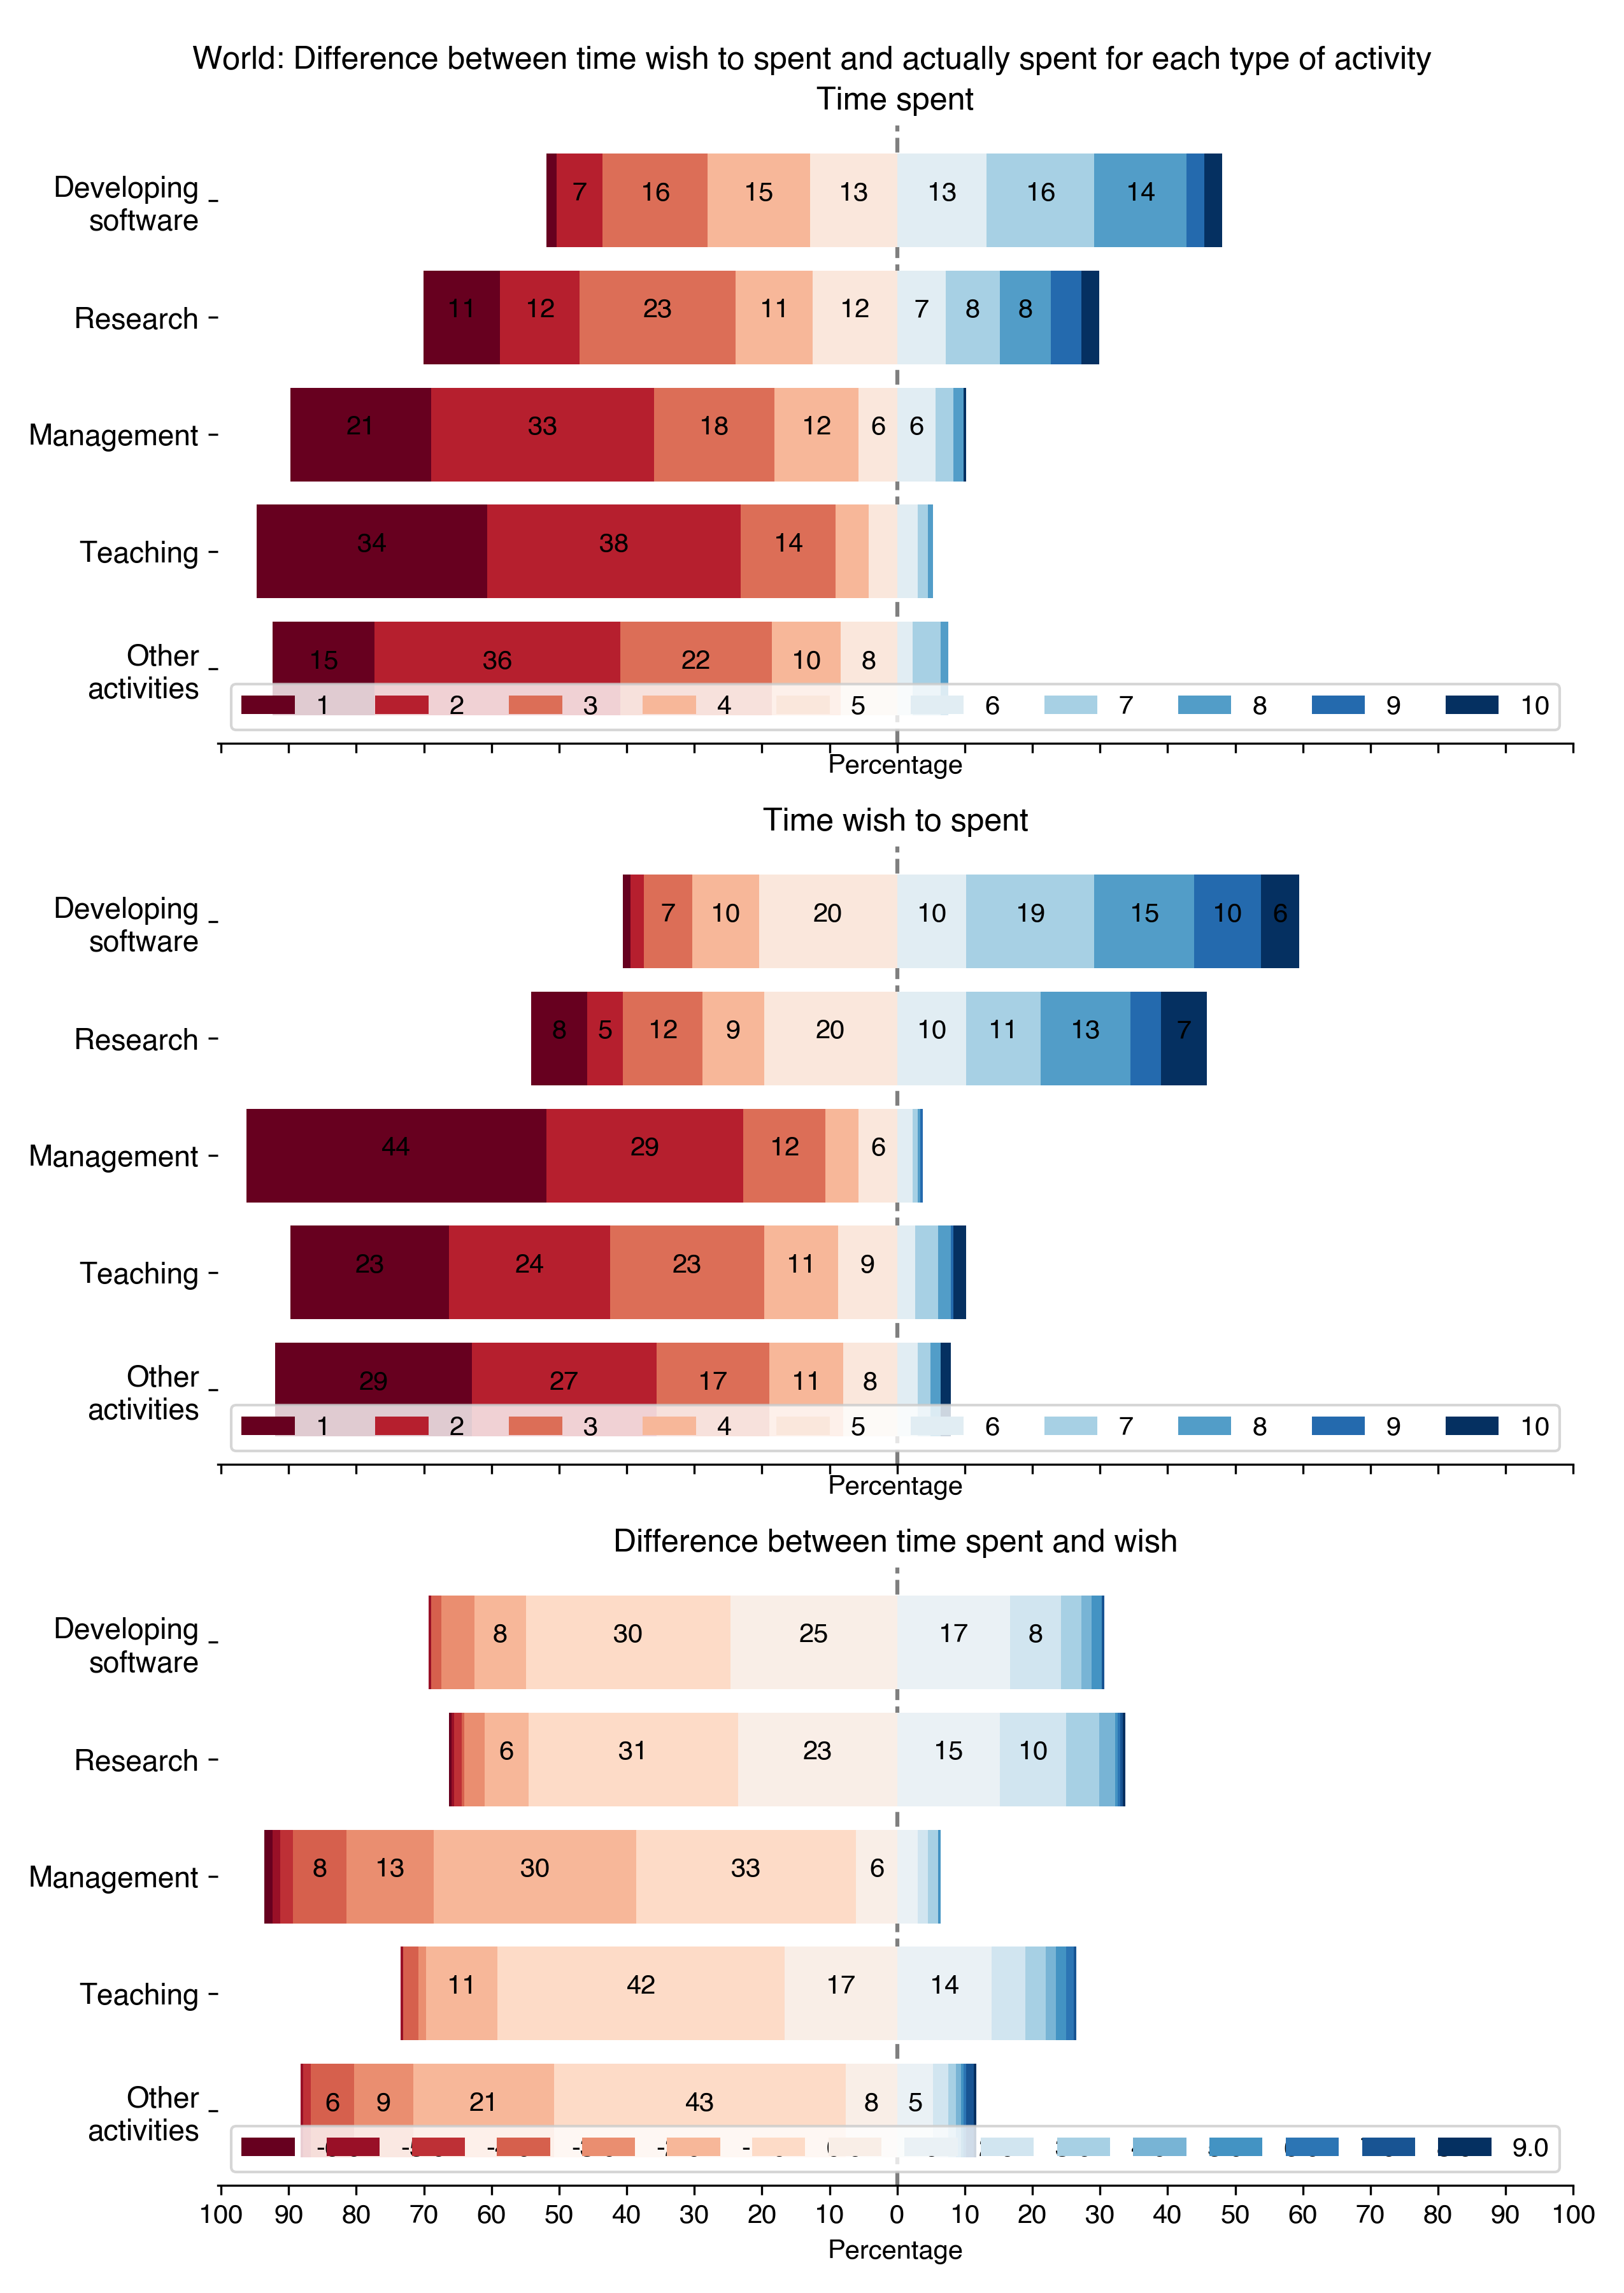 World: Difference between time wish to spent and actually spent for each type of activity
Time spent
Developing
software
7 16 15 13 13 16 14
Research
11 12 23 11 12 7 8 8
Management
21 33 18 12 6 6
Teaching
34 38 14
Other
activities
15 36 22 10 8
1 2 3 4 5 6 7 8 9 10
Percentage
Time wish to spent
Developing
software
7 10 20 10 19 15 10 6
Research
8 5 12 9 20 10 11 13 7
Management
44 29 12 6
Teaching
23 24 23 11 9
Other
activities
29 27 17 11 8
1 2 3 4 5 6 7 8 9 10
Percentage
Difference between time spent and wish
Developing
software
8 30 25 17 8
Research
6 31 23 15 10
Management
8 13 30 33 6
Teaching
11 42 17 14
Other
activities
6 9 21 43 8 5
9.0
100 90 80 70 60 50 40 30 20 10 0 10 20 30 40 50 60 70 80 90 100
Percentage